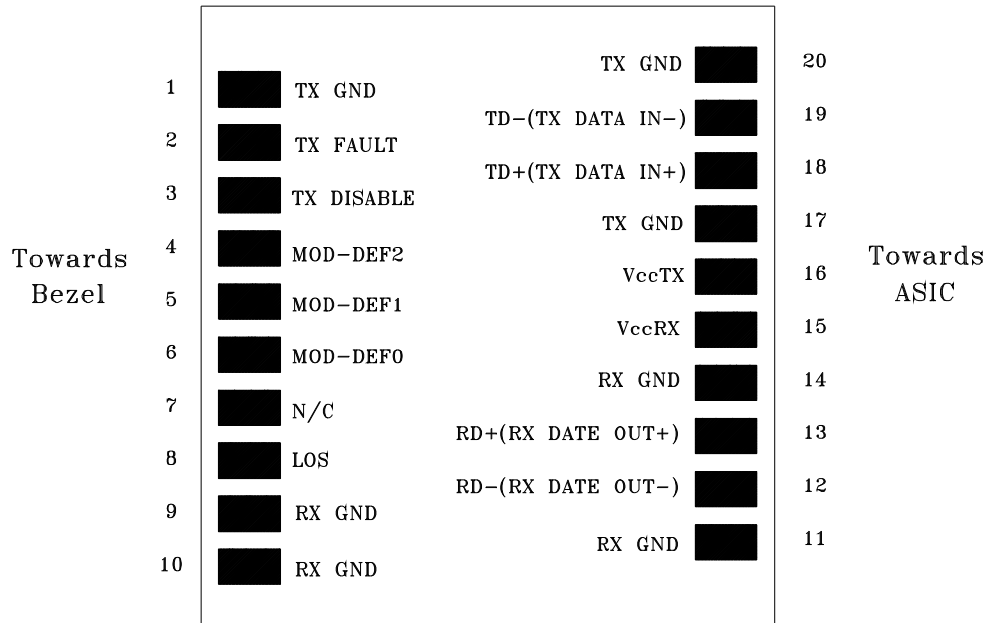 Towards
Bezel
1 TX GND
2 TX FAULT
3 TX DISABLE
4 MOD-DEF2
5 MOD-DEF1
6 MOD-DEF0
7 N/C
8 LOS
9 RX GND
10 RX GND
TX GND 20
TD-(TX DATA IN-) 19
TD+(TX DATA IN+) 18
TX GND 17
VccTX 16
VccRX 15
RX GND 14
RD+(RX DATE OUT+) 13
RD-(RX DATE OUT-) 12
RX GND 11
Towards
ASIC